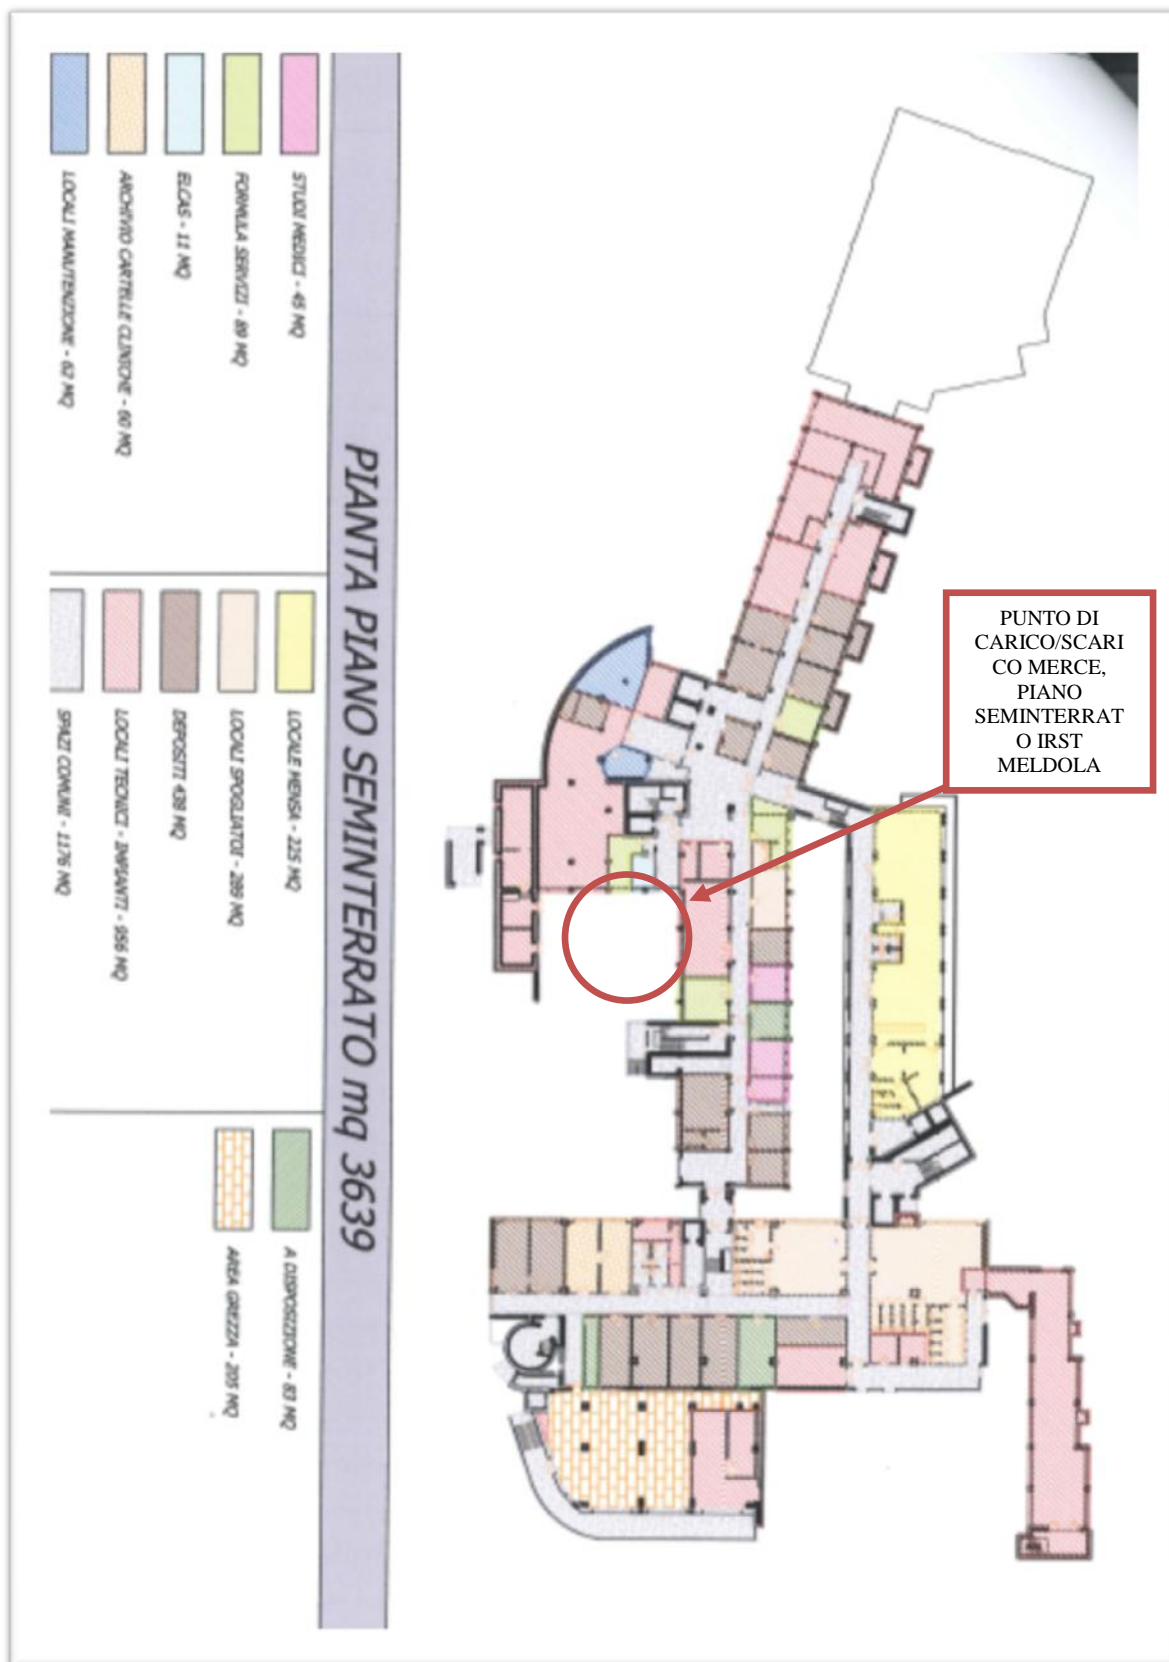 PUNTO DI
CARICO/SCARI
CO MERCE,
PIANO
SEMINTERRAT
O IRST
MELDOLA
PIANTA PIANO SEMINTERRATO mq 3639
STUDI MEDICI - 45 MQ
FORMULA SERVIZI - 89 MQ
ELCAS - 11 MQ
ARCHIVIO CARTELLE CLINICHE - 60 MQ
LOCALI MANUTENZIONE - 62 MQ
LOCALE MENSA - 225 MQ
LOCALI SPOGLIATOI - 289 MQ
DEPOSITI 438 MQ
LOCALI TECNICI - IMPIANTI - 956 MQ
SPAZI COMUNI - 1176 MQ
A DISPOSIZIONE - 83 MQ
AREA GREZZA - 205 MQ